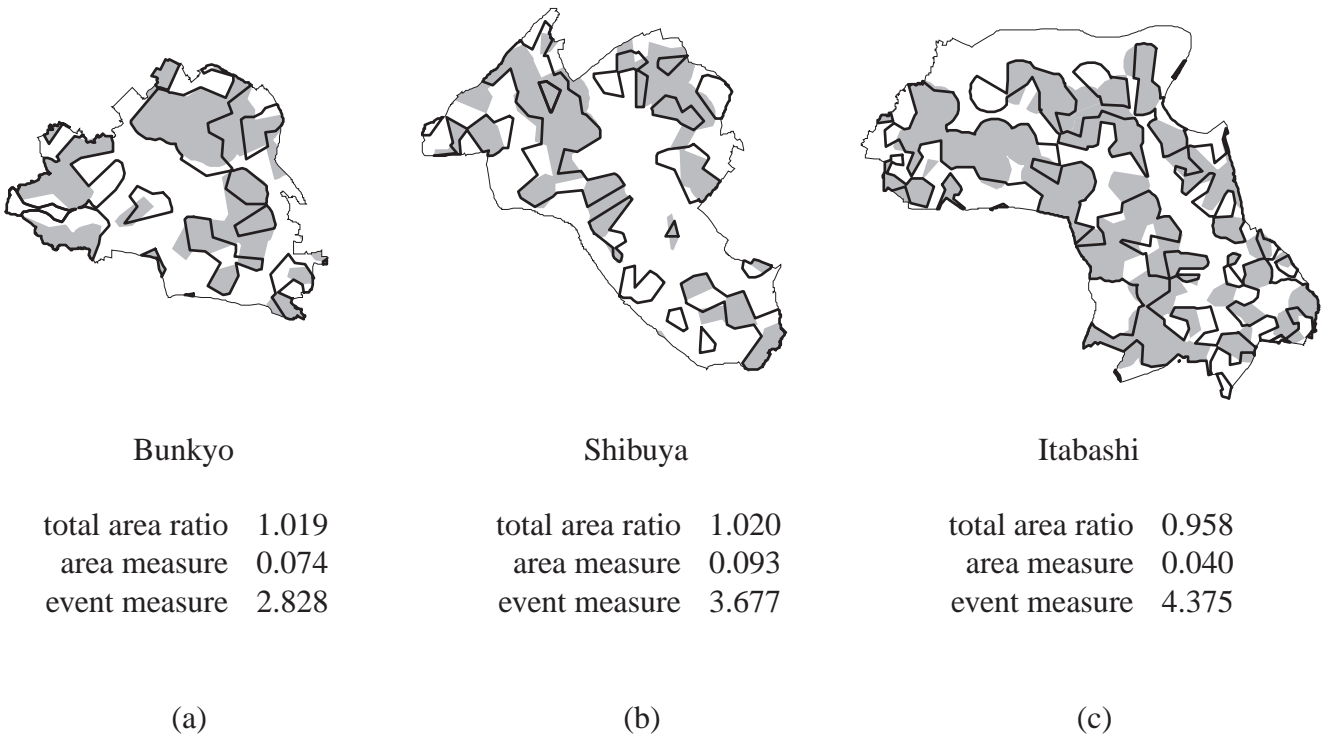 Bunkyo
total area ratio 1.019
area measure 0.074
event measure 2.828
(a)
Shibuya
total area ratio 1.020
area measure 0.093
event measure 3.677
(b)
Itabashi
total area ratio 0.958
area measure 0.040
event measure 4.375
(c)